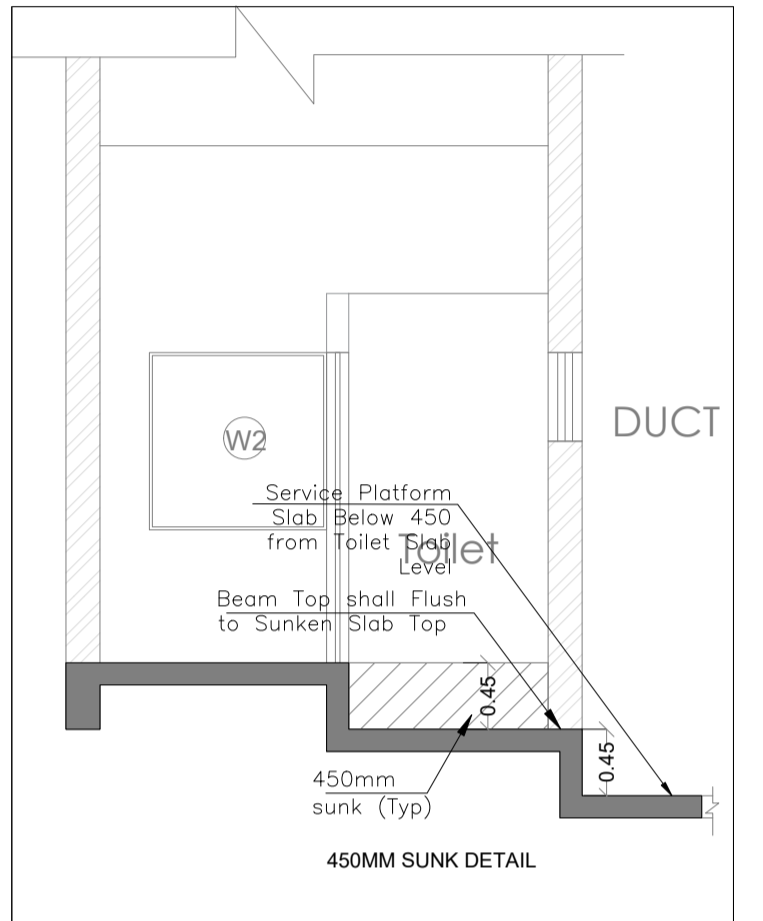 DUCT
W2
Service Platform
Slab Below 450
from Toilet Slab
Level
Toilet
Beam Top shall Flush
to Sunken Slab Top
0.45
0.45
450mm
sunk (Typ)
450MM SUNK DETAIL